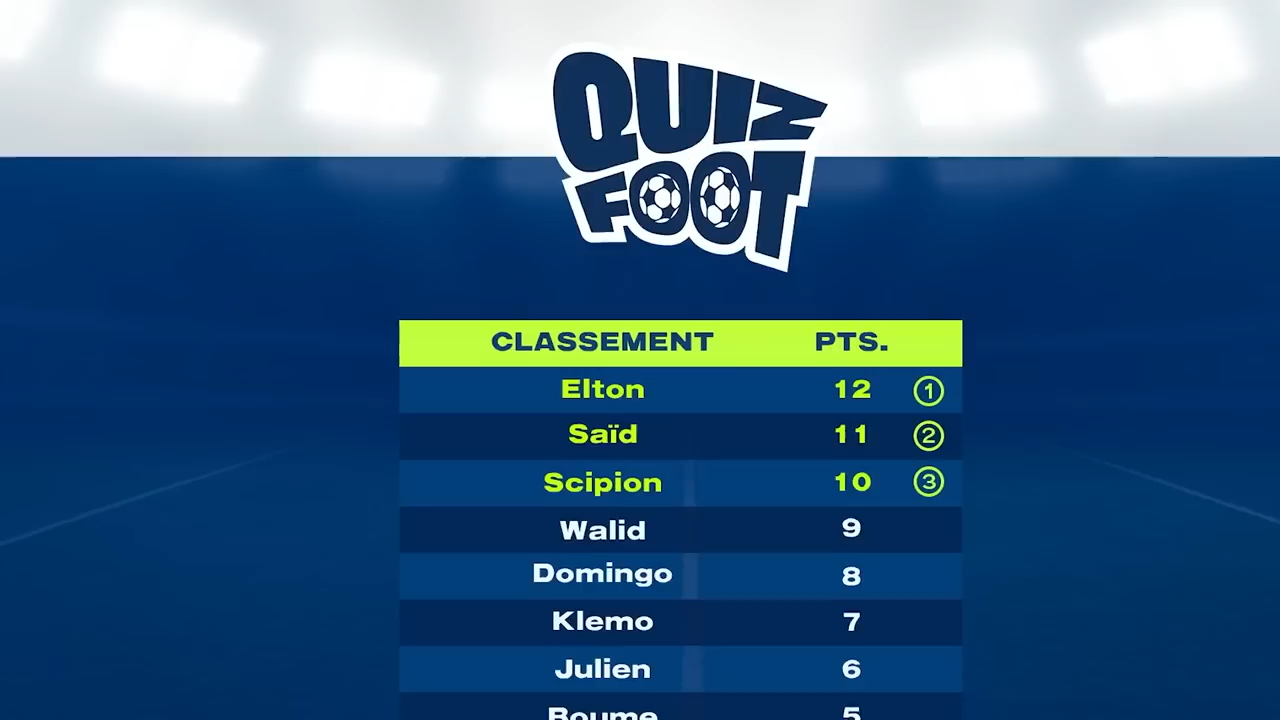 QUIZ
FOOT
CLASSEMENT PTS.
Elton 12 1
Saïd 11 2
Scipion 10 3
Walid 9
Domingo 8
Klemo 7
Julien 6
Boume 5